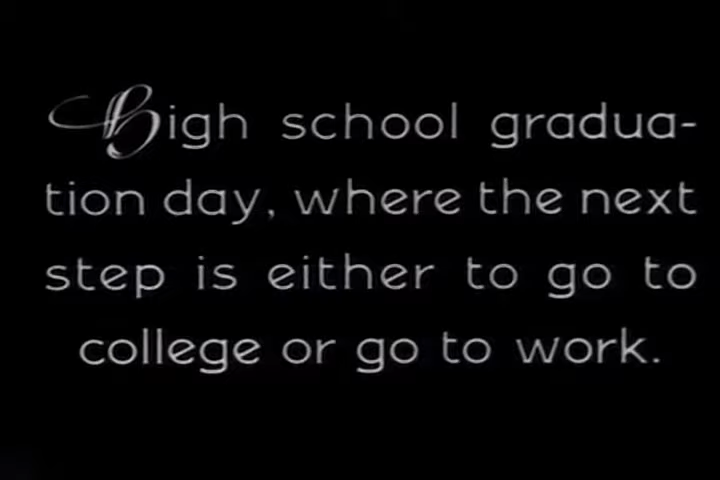 High school gradua-
tion day, where the next
step is either to go to
college or go to work.